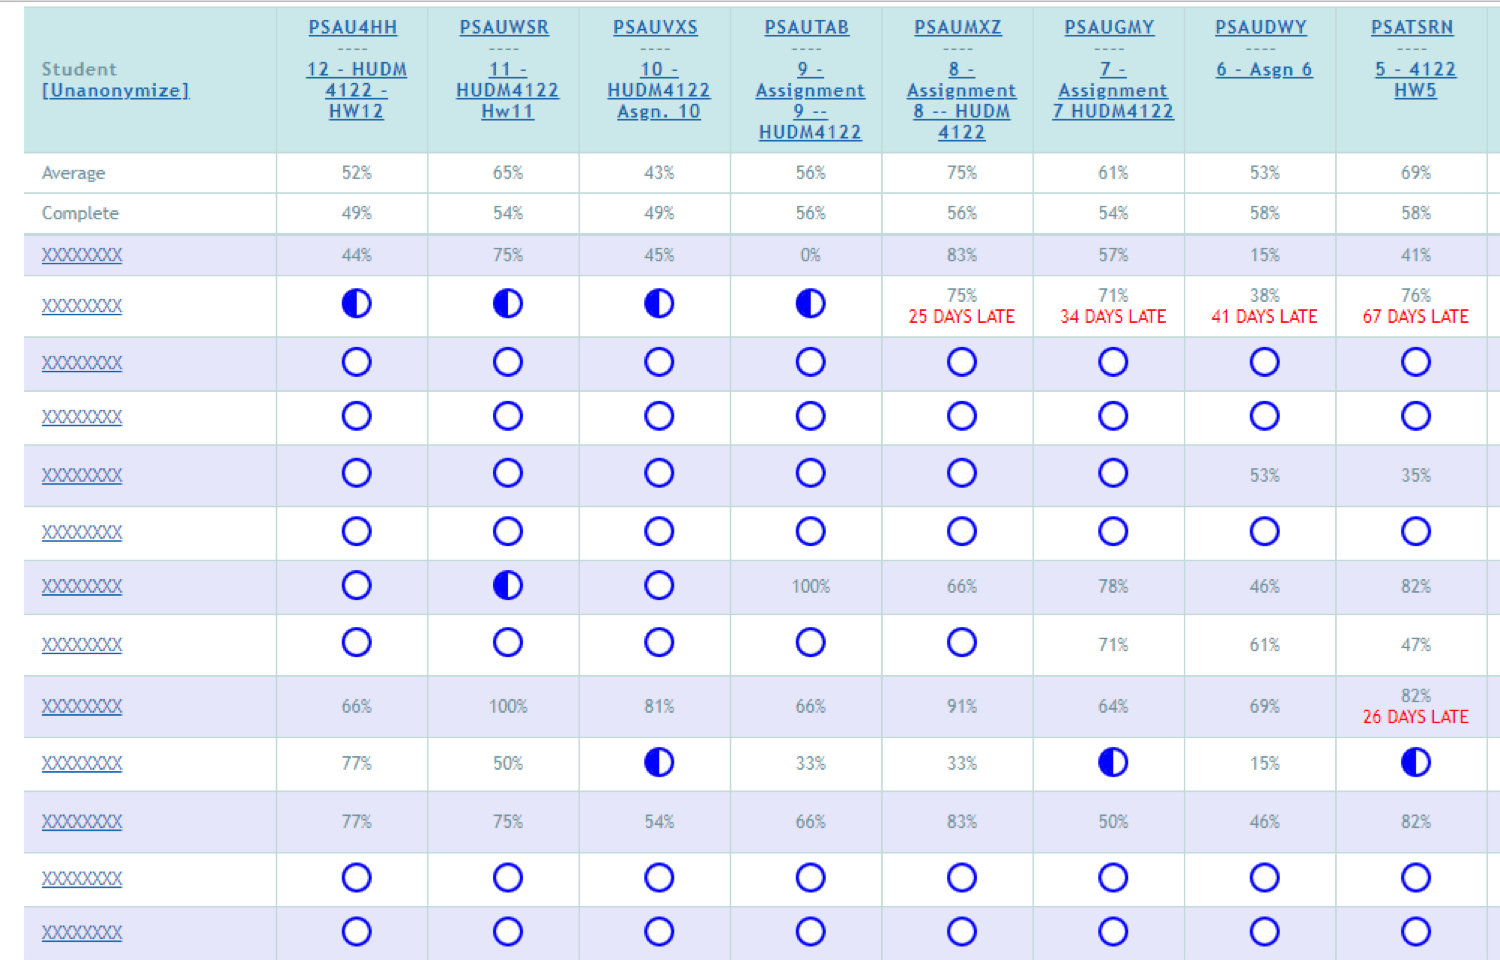 Student
[Unanonymize]
PSAU4HH
----
12 - HUDM
4122 -
HW12
PSAUWSR
----
11 -
HUDM4122
Hw11
PSAUVXS
----
10 -
HUDM4122
Asgn. 10
PSAUTAB
----
9 -
Assignment
9 --
HUDM4122
PSAUMXZ
----
8 -
Assignment
8 -- HUDM
4122
PSAUGMY
----
7 -
Assignment
7 HUDM4122
PSAUDWY
----
6 - Asgn 6
PSATSRN
----
5 - 4122
HW5
Average 52% 65% 43% 56% 75% 61% 53% 69%
Complete 49% 54% 49% 56% 56% 54% 58% 58%
XXXXXXXX 44% 75% 45% 0% 83% 57% 15% 41%
XXXXXXXX 75% 71% 38% 76%
25 DAYS LATE 34 DAYS LATE 41 DAYS LATE 67 DAYS LATE
XXXXXXXX
XXXXXXXX
XXXXXXXX 53% 35%
XXXXXXXX
XXXXXXXX 100% 66% 78% 46% 82%
XXXXXXXX 71% 61% 47%
XXXXXXXX 66% 100% 81% 66% 91% 64% 69% 82%
26 DAYS LATE
XXXXXXXX 77% 50% 33% 33% 15%
XXXXXXXX 77% 75% 54% 66% 83% 50% 46% 82%
XXXXXXXX
XXXXXXXX